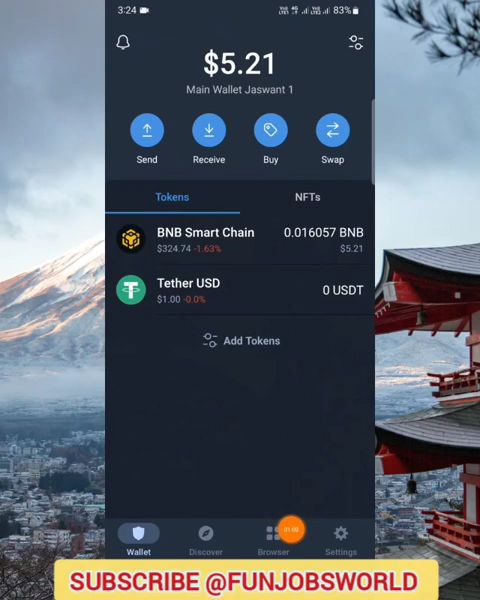 3:24
83%
$5.21
Main Wallet Jaswant 1
Send Receive Buy Swap
Tokens NFTs
BNB Smart Chain 0.016057 BNB
$324.74 -1.63% $5.21
Tether USD 0 USDT
$1.00 -0.0%
Add Tokens
01:00
Wallet Discover Browser Settings
SUBSCRIBE @FUNJOBSWORLD